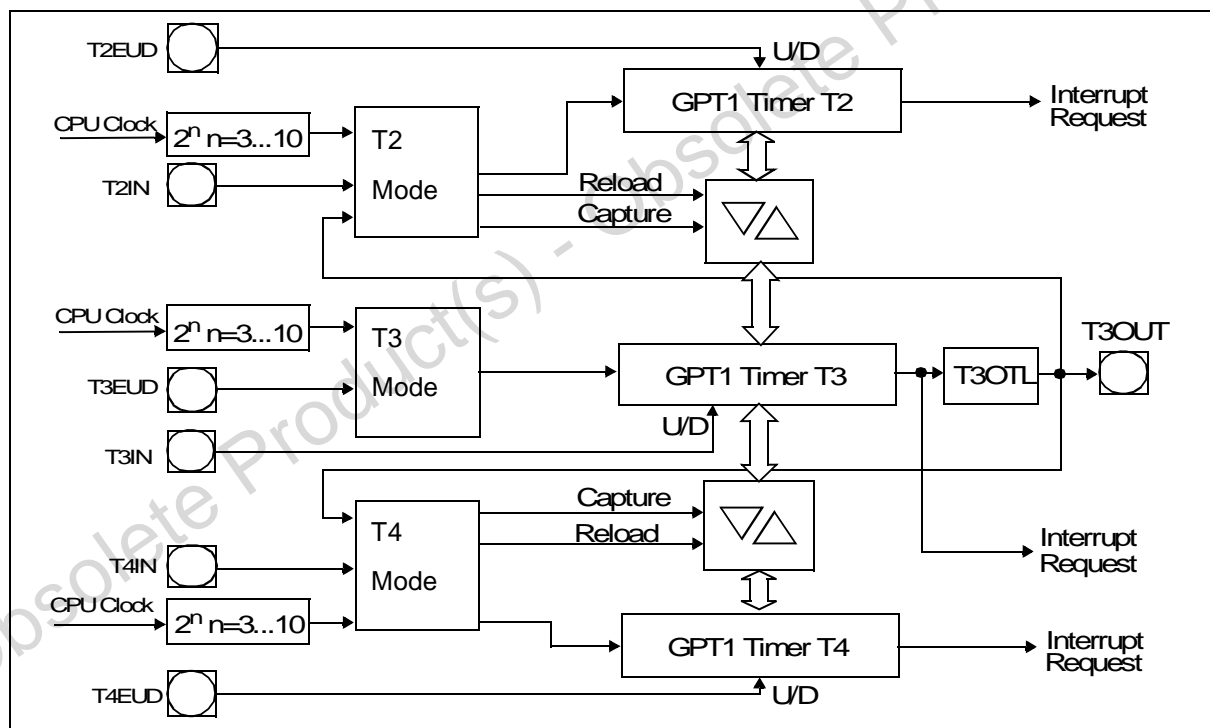 T2EUD
U/D
GPT1 Timer T2
Interrupt
Request
CPU Clock
2ⁿ n=3...10
T2
Mode
T2IN
Reload
Capture
CPU Clock
2ⁿ n=3...10
T3
Mode
T3OUT
T3EUD
GPT1 Timer T3
T3OTL
T3IN
U/D
Capture
Reload
T4
Mode
Interrupt
Request
T4IN
CPU Clock
2ⁿ n=3...10
GPT1 Timer T4
Interrupt
Request
T4EUD
U/D
Obsolete Product(s) - Obsolete Pr